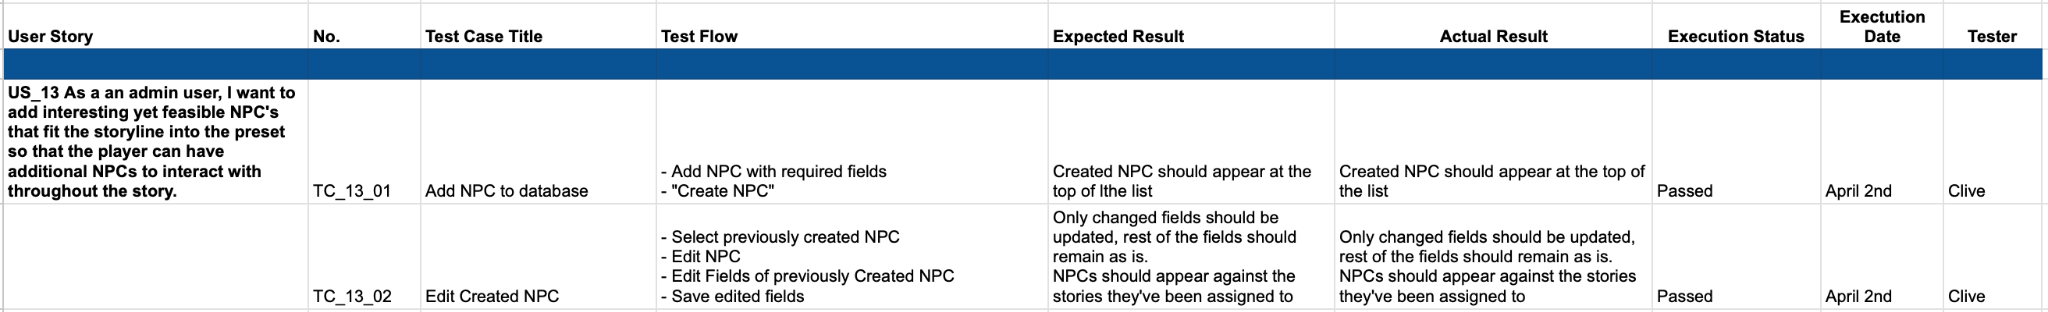 User Story No. Test Case Title Test Flow Expected Result Actual Result Execution Status Exectution Date Tester
US_13 As a an admin user, I want to
add interesting yet feasible NPC's
that fit the storyline into the preset
so that the player can have
additional NPCs to interact with
throughout the story.
TC_13_01
Add NPC to database
- Add NPC with required fields
- "Create NPC"
Created NPC should appear at the
top of lthe list
Created NPC should appear at the top of
the list
Passed
April 2nd
Clive
TC_13_02
Edit Created NPC
- Select previously created NPC
- Edit NPC
- Edit Fields of previously Created NPC
- Save edited fields
Only changed fields should be
updated, rest of the fields should
remain as is.
NPCs should appear against the
stories they've been assigned to
Only changed fields should be updated,
rest of the fields should remain as is.
NPCs should appear against the stories
they've been assigned to
Passed
April 2nd
Clive